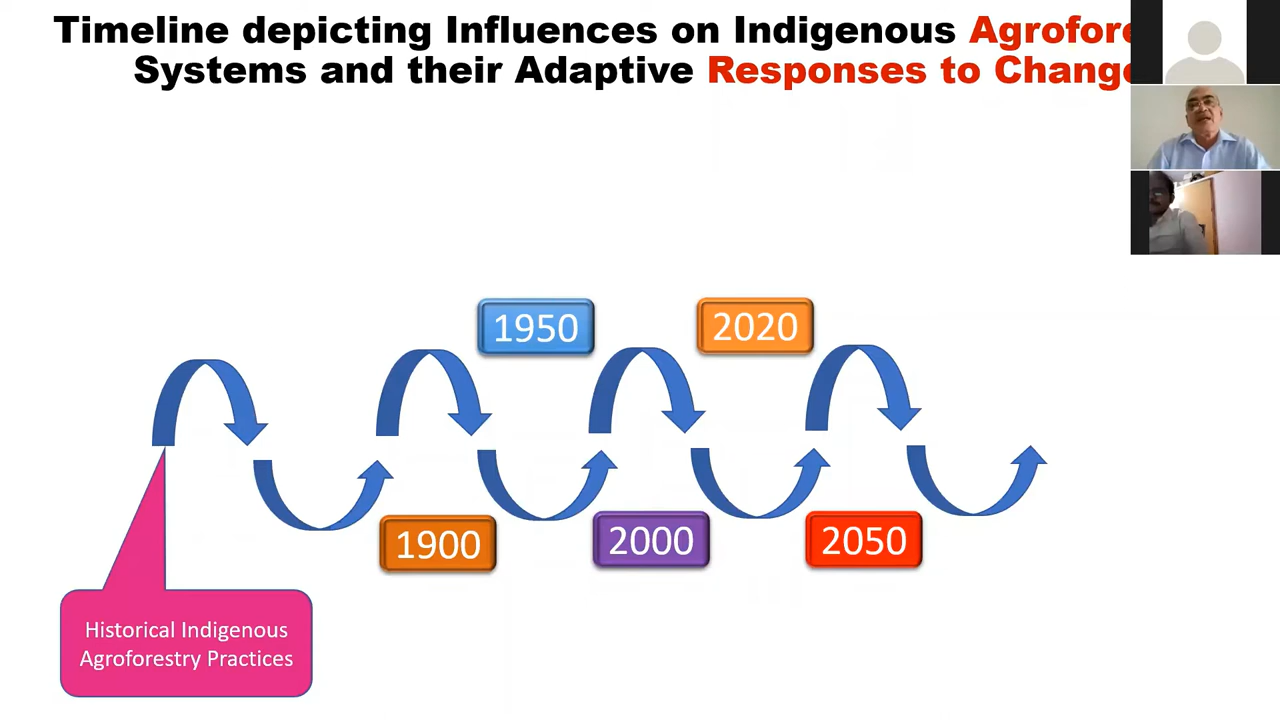 Timeline depicting Influences on Indigenous Agrofore
Systems and their Adaptive Responses to Change
1950
2020
1900
2000
2050
Historical Indigenous
Agroforestry Practices